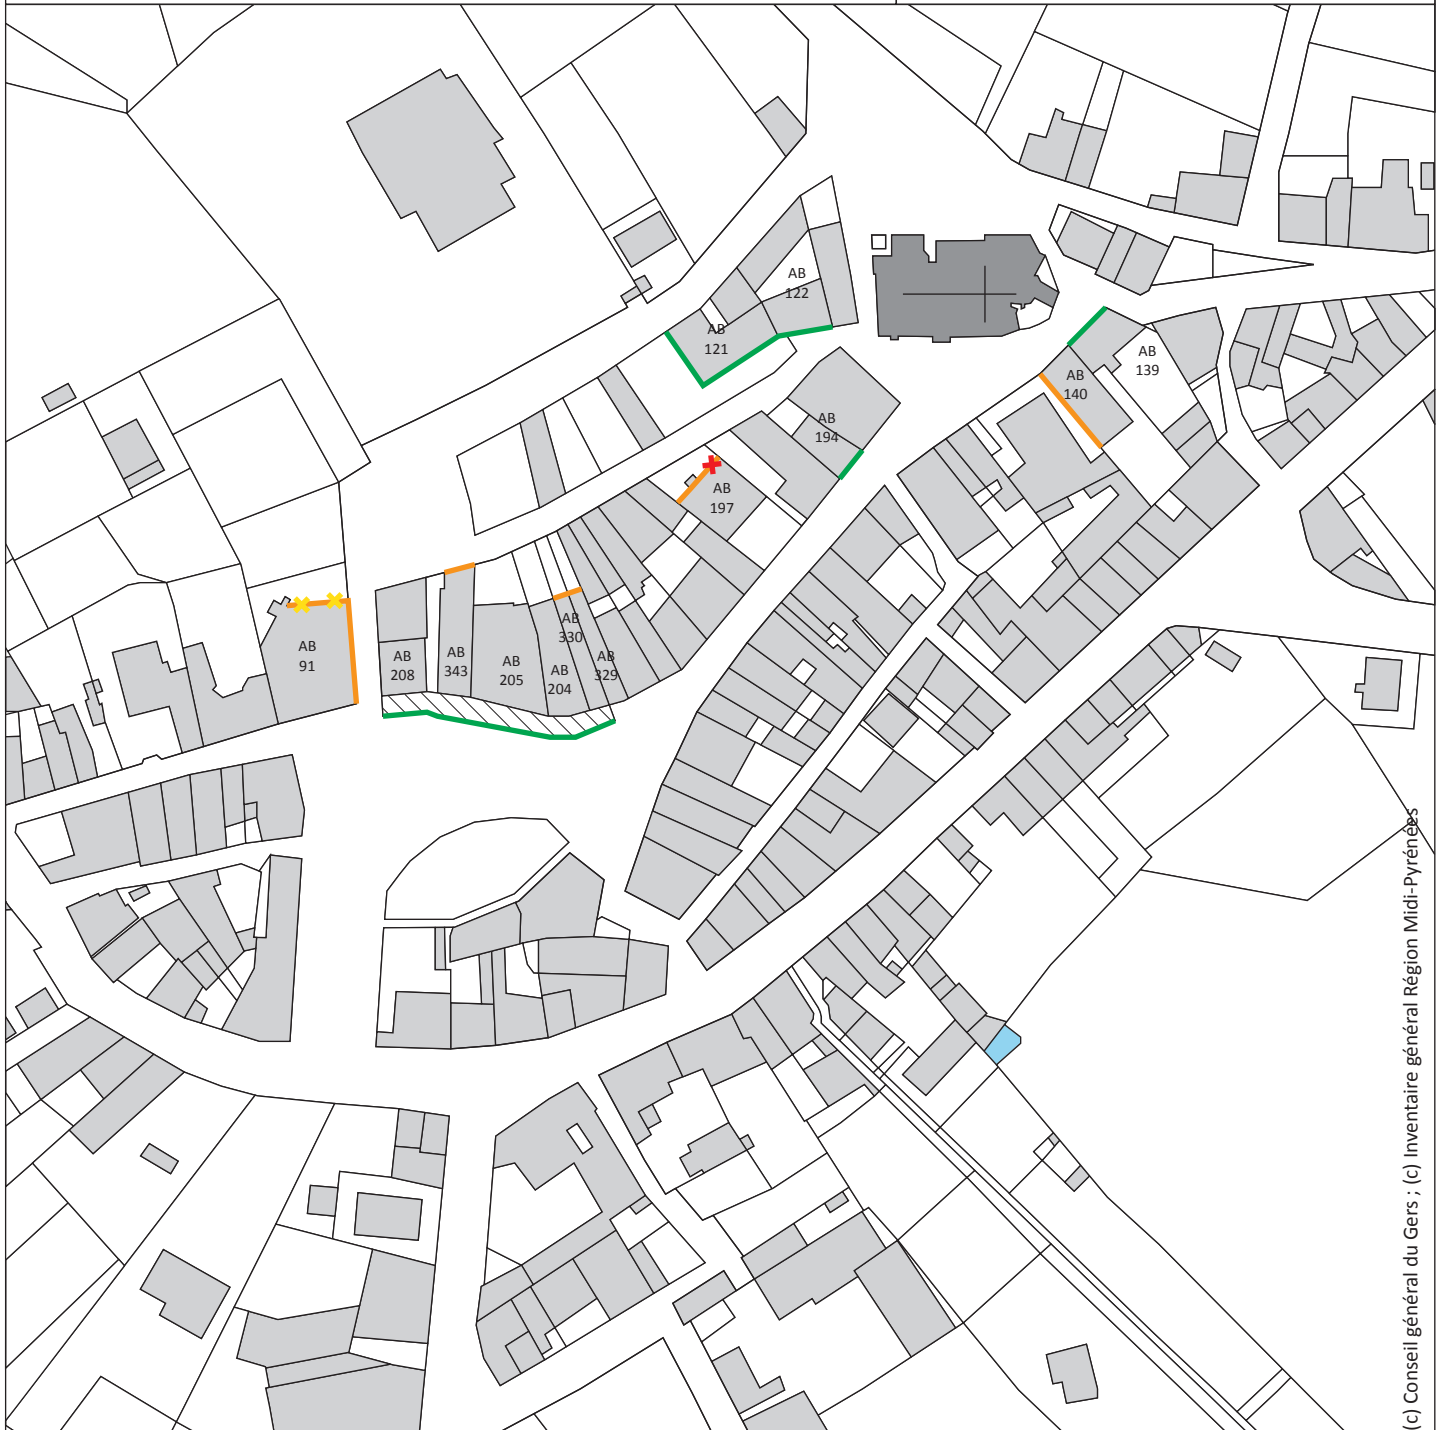 AB
122
AB
121
AB
139
AB
140
AB
194
AB
197
AB
330
AB
91
AB
208
AB
343
AB
205
AB
204
AB
329
(c) Conseil général du Gers ; (c) Inventaire général Région Midi-Pyrénées